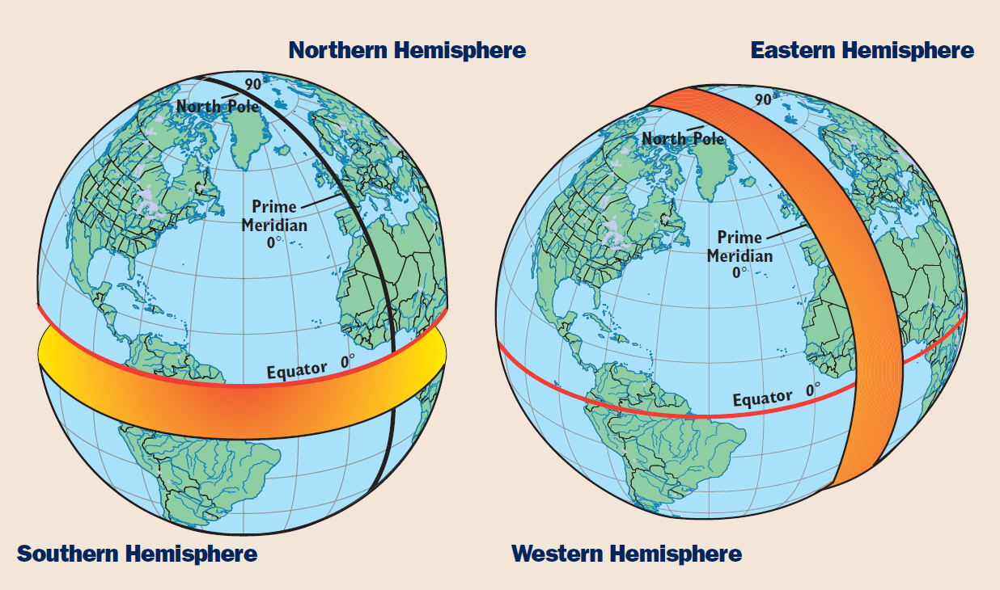 Northern Hemisphere
90°
North Pole
Prime
Meridian
0°
Equator 0°
Southern Hemisphere
Eastern Hemisphere
90°
North Pole
Prime
Meridian
0°
Equator 0°
Western Hemisphere